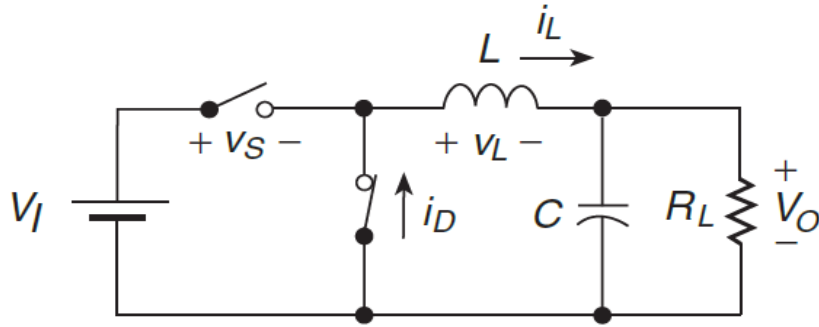 i_L
L
+ v_S −
+ v_L −
V_I
i_D
C
R_L
+
V_O
−